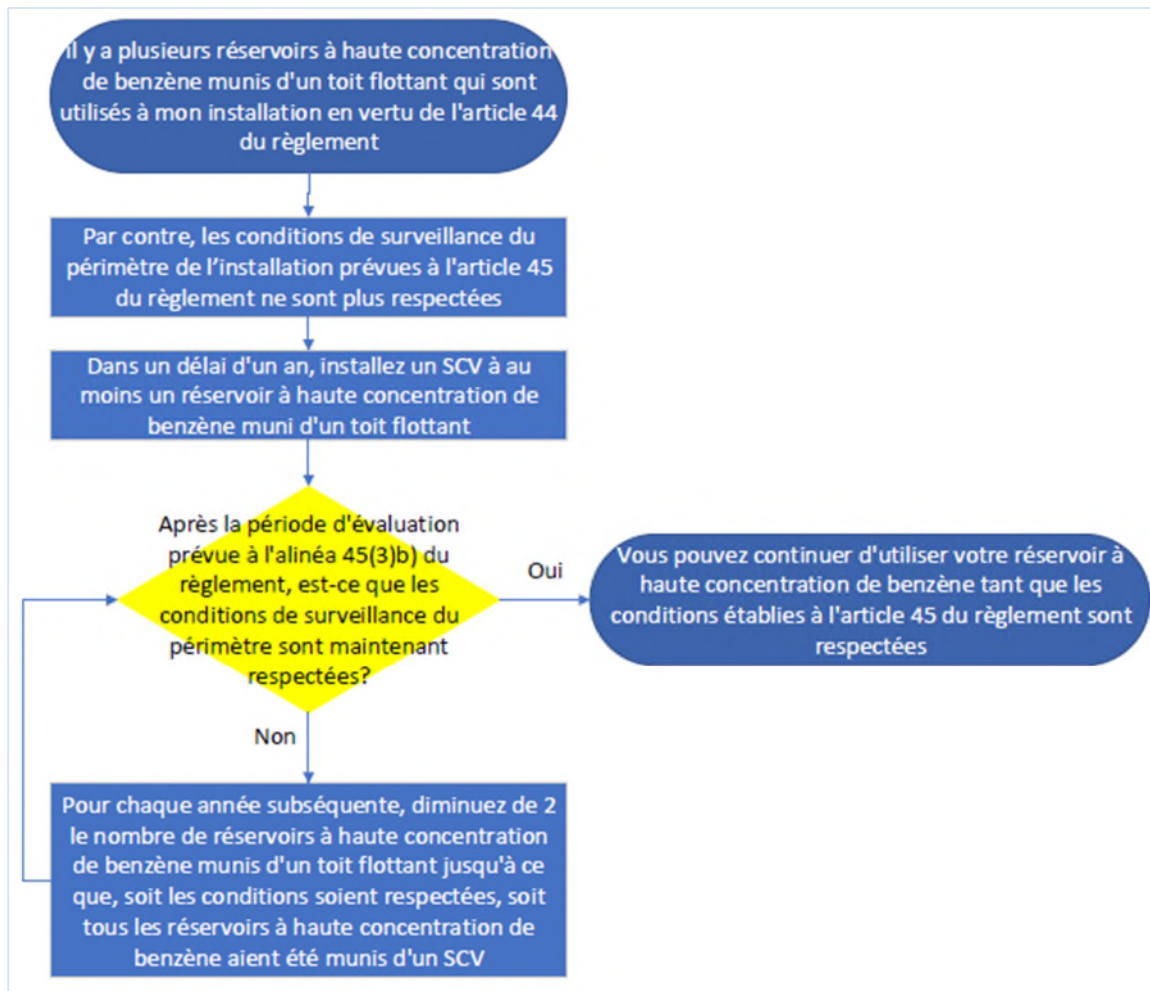 Il y a plusieurs réservoirs à haute concentration
de benzène munis d'un toit flottant qui sont
utilisés à mon installation en vertu de l'article 44
du règlement
Par contre, les conditions de surveillance du
périmètre de l’installation prévues à l'article 45
du règlement ne sont plus respectées
Dans un délai d'un an, installez un SCV à au
moins un réservoir à haute concentration de
benzène muni d'un toit flottant
Après la période d'évaluation
prévue à l'alinéa 45(3)b) du
règlement, est-ce que les
conditions de surveillance du
périmètre sont maintenant
respectées?
Oui
Vous pouvez continuer d'utiliser votre réservoir à
haute concentration de benzène tant que les
conditions établies à l'article 45 du règlement sont
respectées
Non
Pour chaque année subséquente, diminuez de 2
le nombre de réservoirs à haute concentration
de benzène munis d'un toit flottant jusqu'à ce
que, soit les conditions soient respectées, soit
tous les réservoirs à haute concentration de
benzène aient été munis d'un SCV